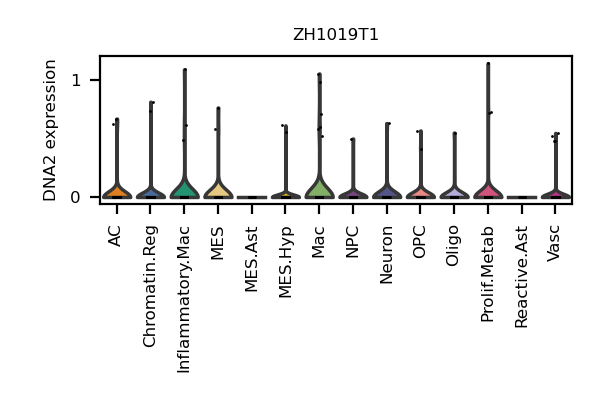 ZH1019T1
DNA2 expression
1
0
AC
Chromatin.Reg
Inflammatory.Mac
MES
MES.Ast
MES.Hyp
Mac
NPC
Neuron
OPC
Oligo
Prolif.Metab
Reactive.Ast
Vasc